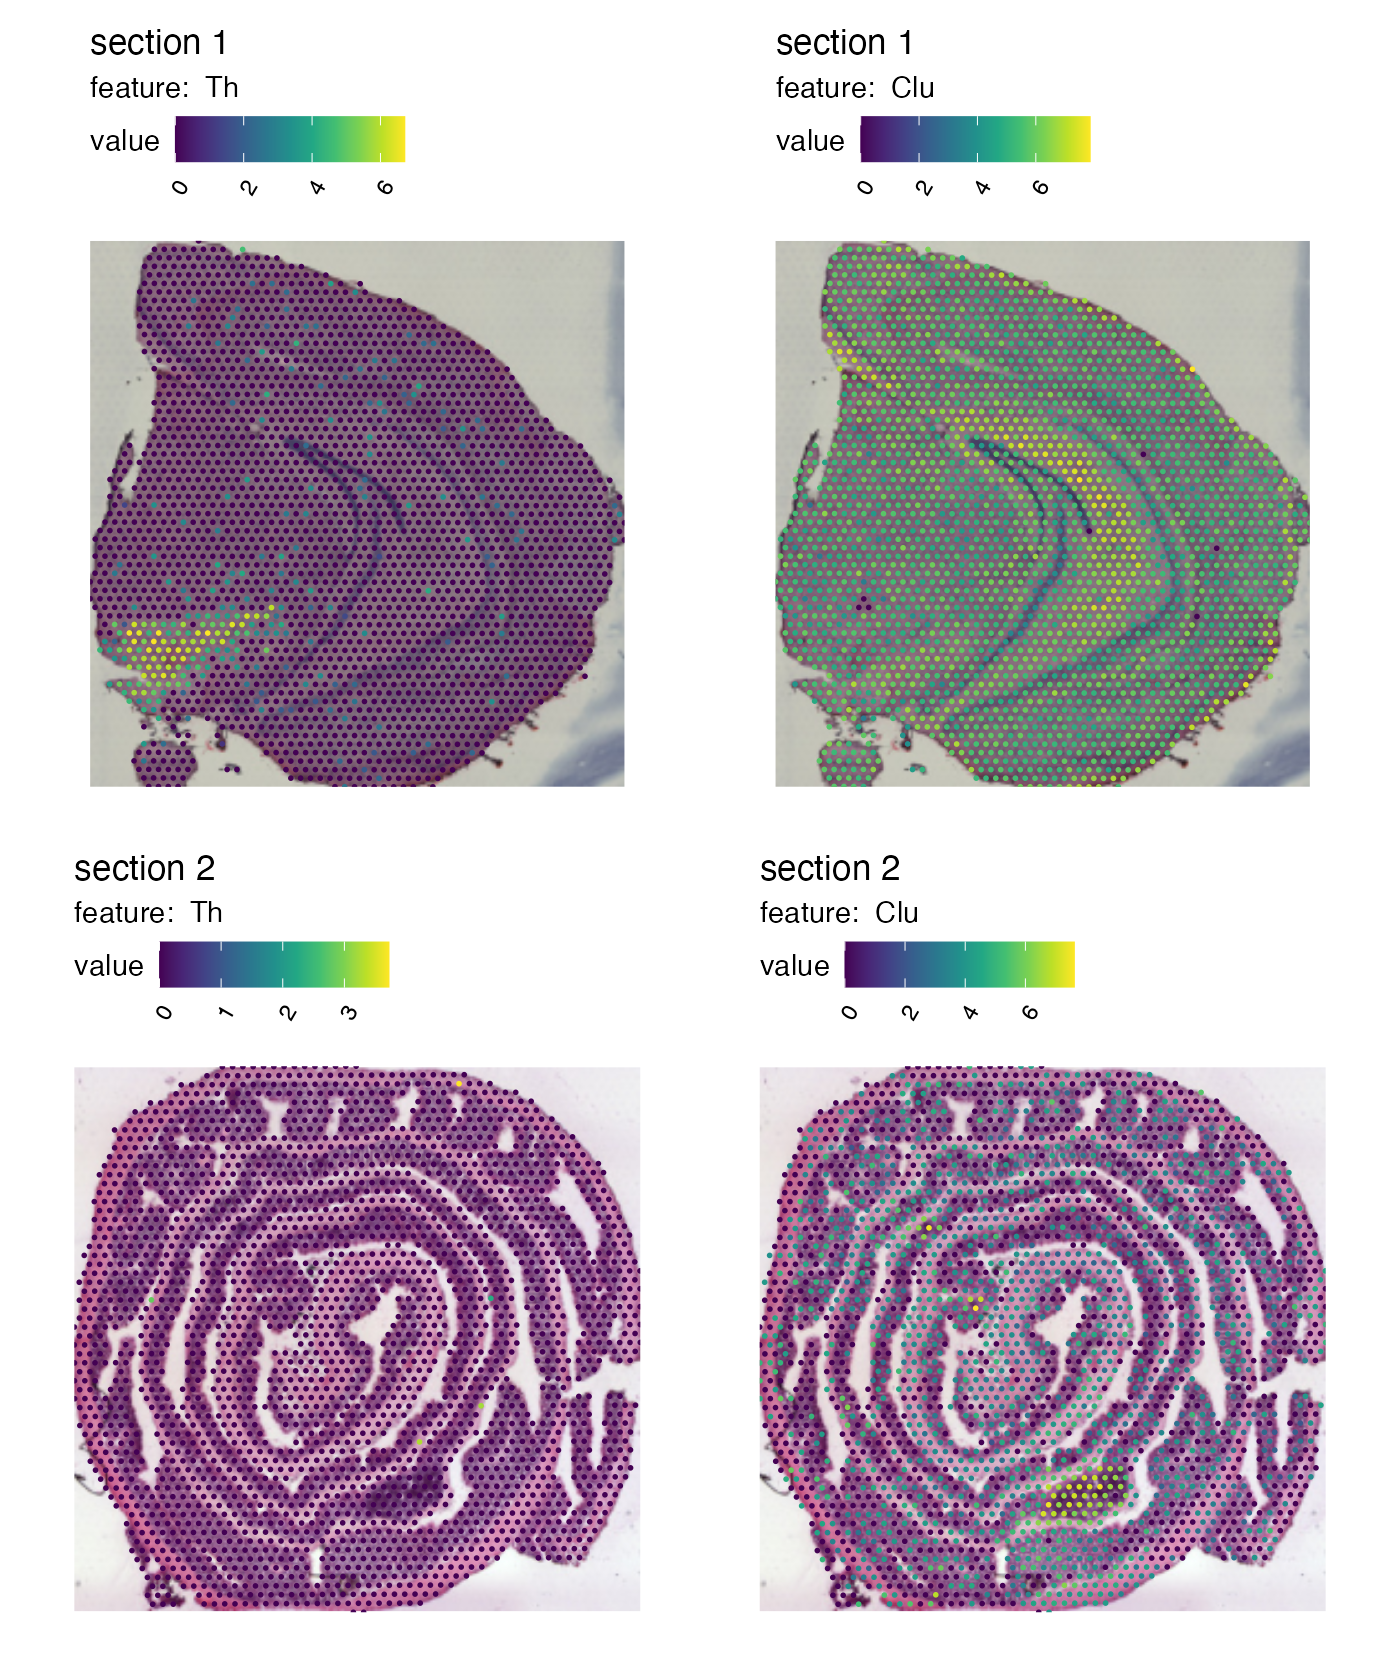 section 1
feature: Th
value
0 2 4 6
section 1
feature: Clu
value
0 2 4 6
section 2
feature: Th
value
0 1 2 3
section 2
feature: Clu
value
0 2 4 6